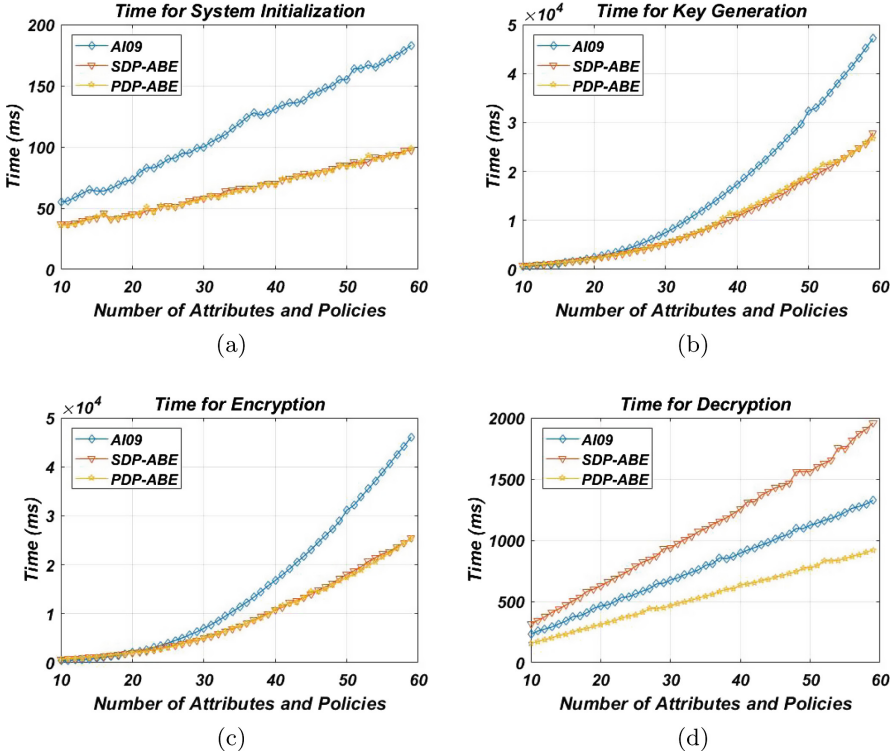 Time for System Initialization
200
150
100
50
0
10 20 30 40 50 60
Time (ms)
Number of Attributes and Policies
AI09
SDP-ABE
PDP-ABE
(a)
Time for Key Generation
×10^4
5
4
3
2
1
0
10 20 30 40 50 60
Time (ms)
Number of Attributes and Policies
AI09
SDP-ABE
PDP-ABE
(b)
Time for Encryption
×10^4
5
4
3
2
1
0
10 20 30 40 50 60
Time (ms)
Number of Attributes and Policies
AI09
SDP-ABE
PDP-ABE
(c)
Time for Decryption
2000
1500
1000
500
0
10 20 30 40 50 60
Time (ms)
Number of Attributes and Policies
AI09
SDP-ABE
PDP-ABE
(d)